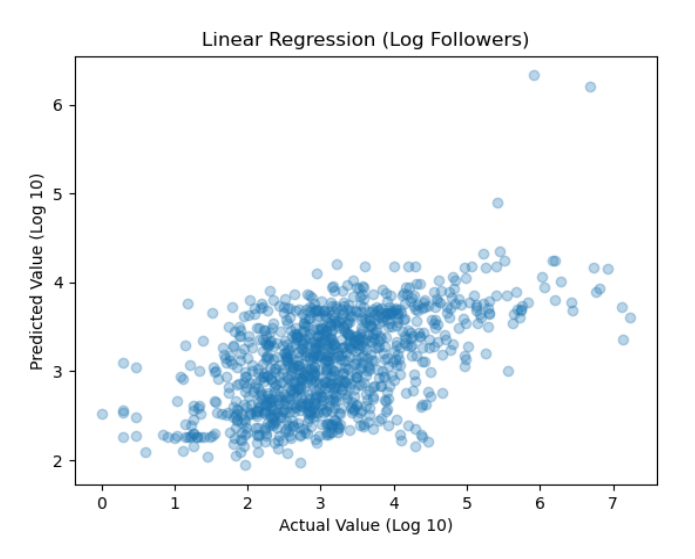 Linear Regression (Log Followers)
Predicted Value (Log 10)
6
5
4
3
2
0 1 2 3 4 5 6 7
Actual Value (Log 10)